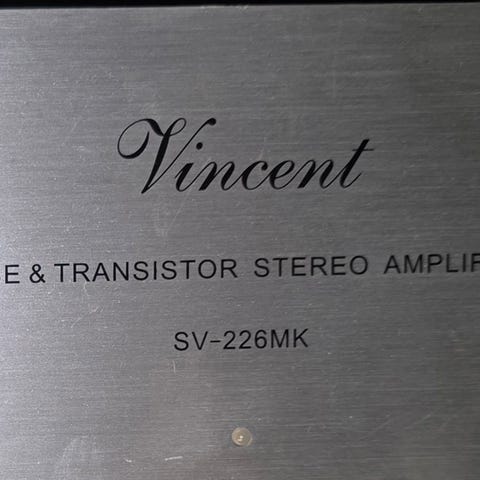 Vincent
E & TRANSISTOR STEREO AMPLIF
SV-226MK